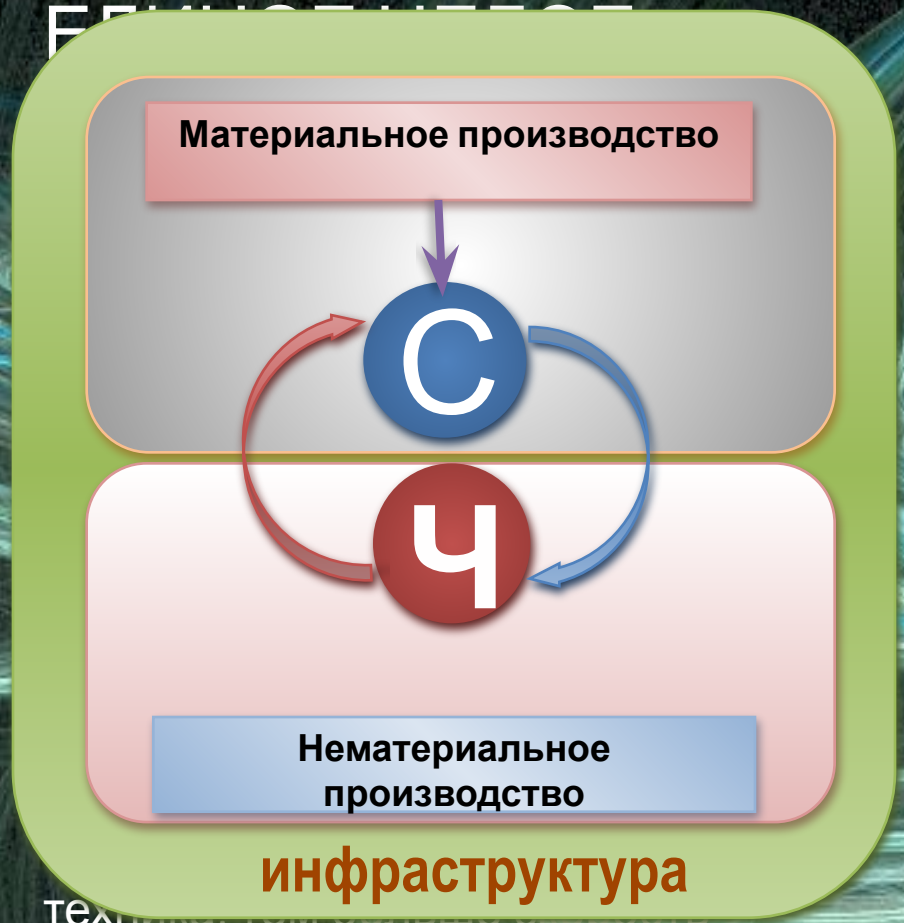 Материальное производство
С
Ч
Нематериальное
производство
инфраструктура